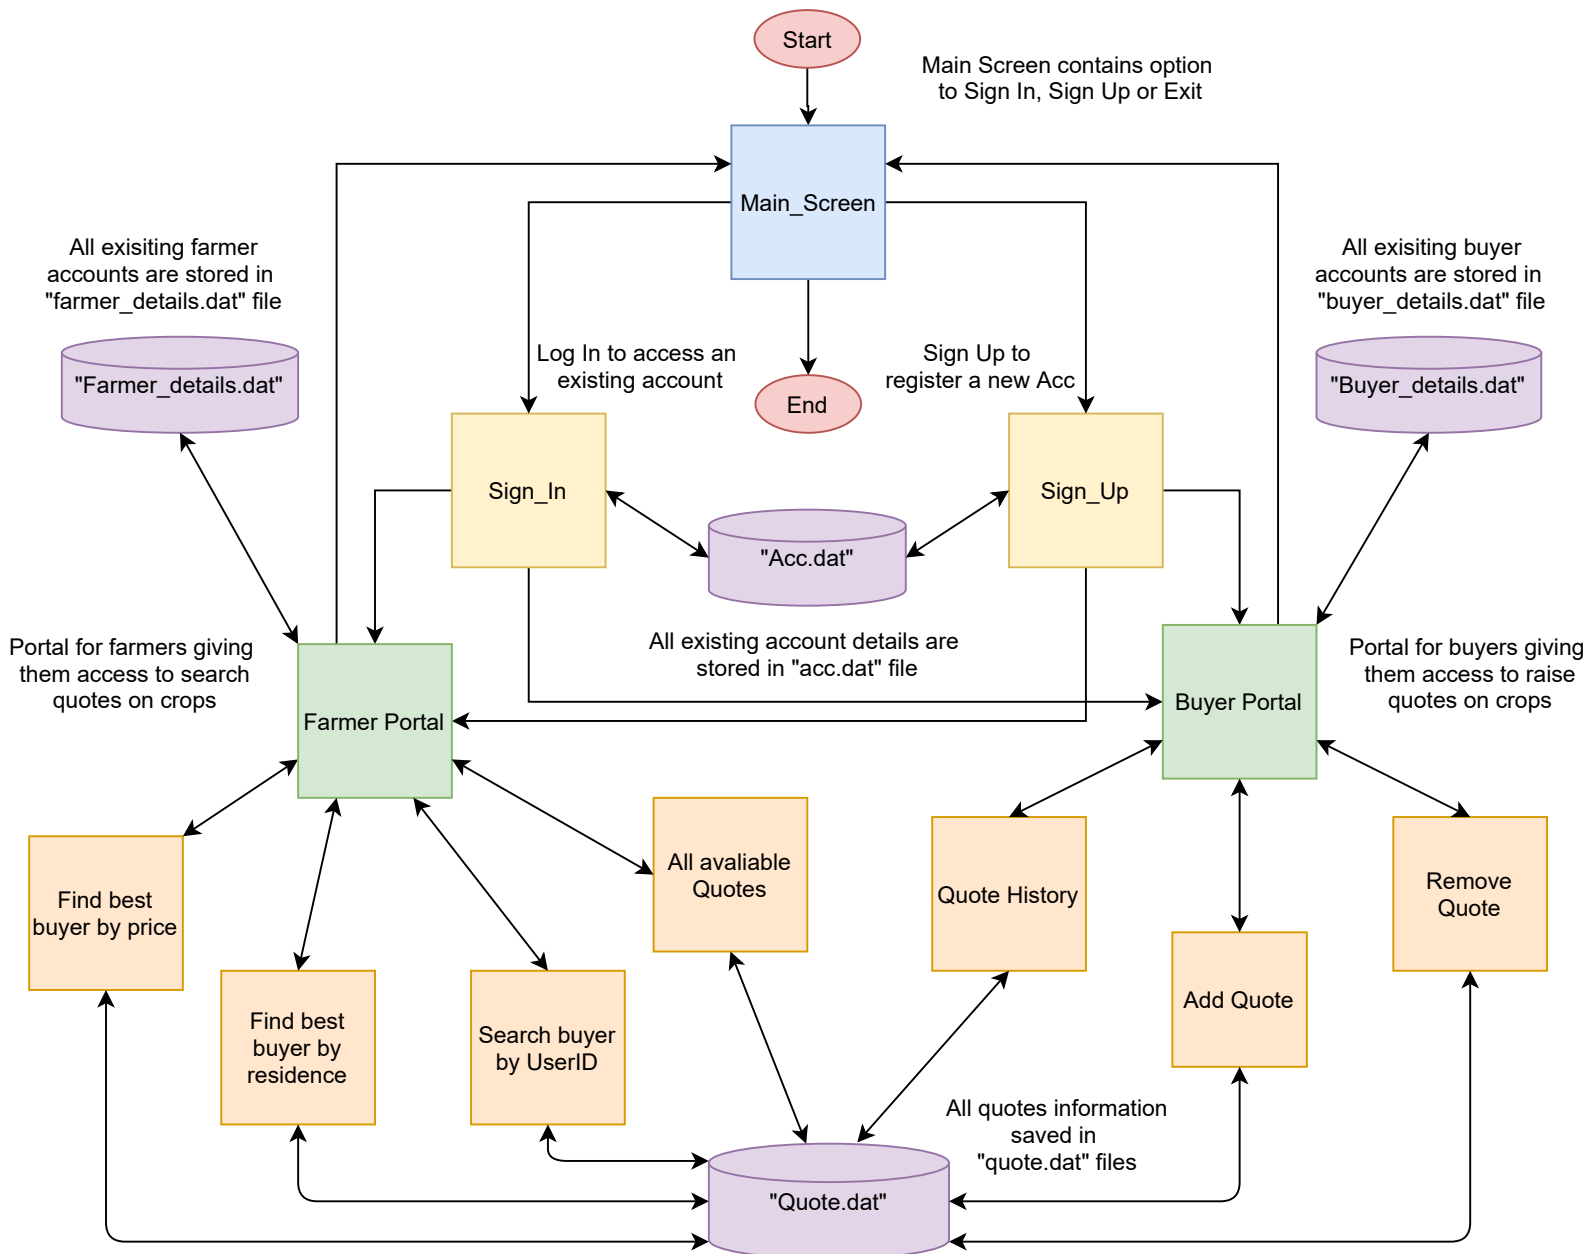 Start
Main Screen contains option
to Sign In, Sign Up or Exit
Main_Screen
All exisiting farmer
accounts are stored in
"farmer_details.dat" file
All exisiting buyer
accounts are stored in
"buyer_details.dat" file
"Farmer_details.dat"
Log In to access an
existing account
End
Sign Up to
register a new Acc
"Buyer_details.dat"
Sign_In
"Acc.dat"
Sign_Up
All existing account details are
stored in "acc.dat" file
Portal for farmers giving
them access to search
quotes on crops
Farmer Portal
Buyer Portal
Portal for buyers giving
them access to raise
quotes on crops
Find best
buyer by price
Find best
buyer by
residence
Search buyer
by UserID
All avaliable
Quotes
Quote History
Add Quote
Remove
Quote
All quotes information
saved in
"quote.dat" files
"Quote.dat"